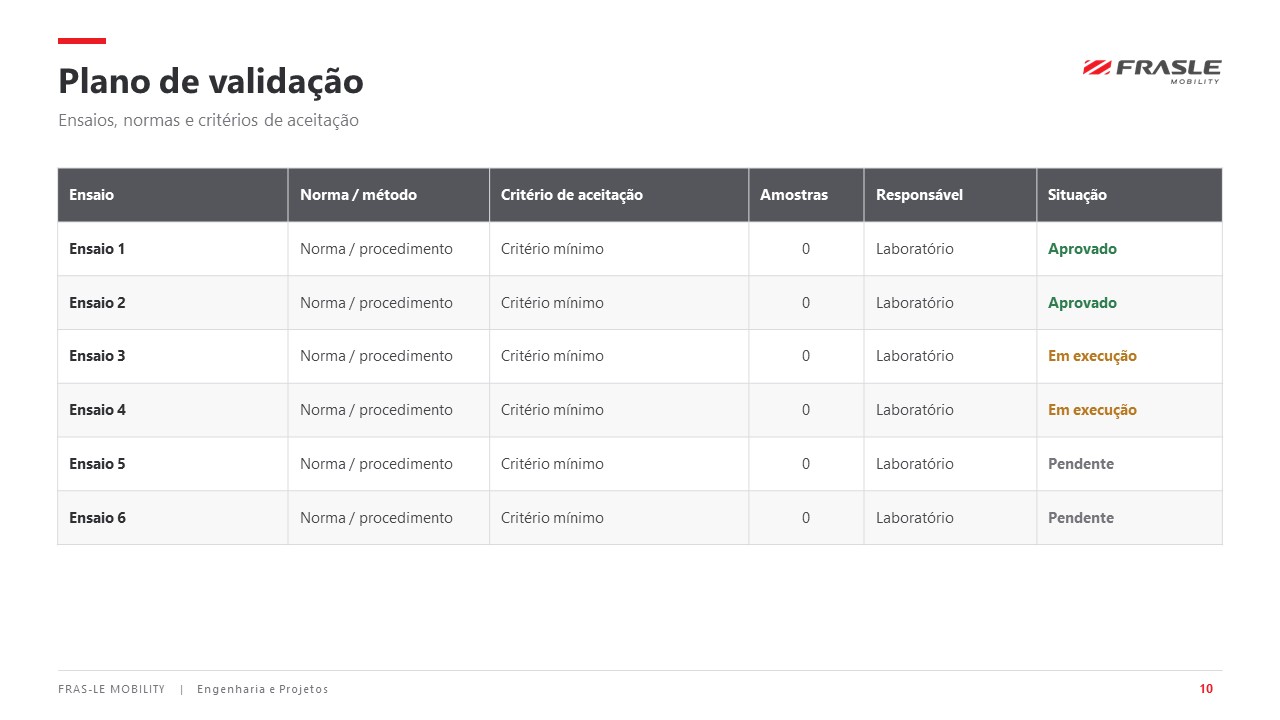 Plano de validação
FRASLE
MOBILITY
Ensaios, normas e critérios de aceitação
Ensaio Norma / método Critério de aceitação Amostras Responsável Situação
Ensaio 1 Norma / procedimento Critério mínimo 0 Laboratório Aprovado
Ensaio 2 Norma / procedimento Critério mínimo 0 Laboratório Aprovado
Ensaio 3 Norma / procedimento Critério mínimo 0 Laboratório Em execução
Ensaio 4 Norma / procedimento Critério mínimo 0 Laboratório Em execução
Ensaio 5 Norma / procedimento Critério mínimo 0 Laboratório Pendente
Ensaio 6 Norma / procedimento Critério mínimo 0 Laboratório Pendente
FRAS-LE MOBILITY | Engenharia e Projetos 10